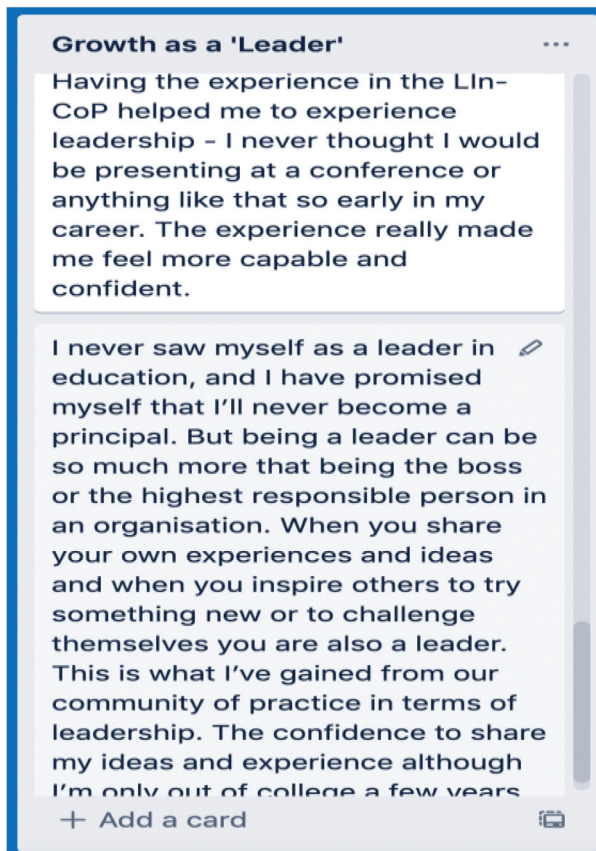 Growth as a 'Leader'
Having the experience in the LIn-
CoP helped me to experience
leadership – I never thought I would
be presenting at a conference or
anything like that so early in my
career. The experience really made
me feel more capable and
confident.
I never saw myself as a leader in
education, and I have promised
myself that I’ll never become a
principal. But being a leader can be
so much more that being the boss
or the highest responsible person in
an organisation. When you share
your own experiences and ideas
and when you inspire others to try
something new or to challenge
themselves you are also a leader.
This is what I’ve gained from our
community of practice in terms of
leadership. The confidence to share
my ideas and experience although
I’m only out of college a few years
+ Add a card